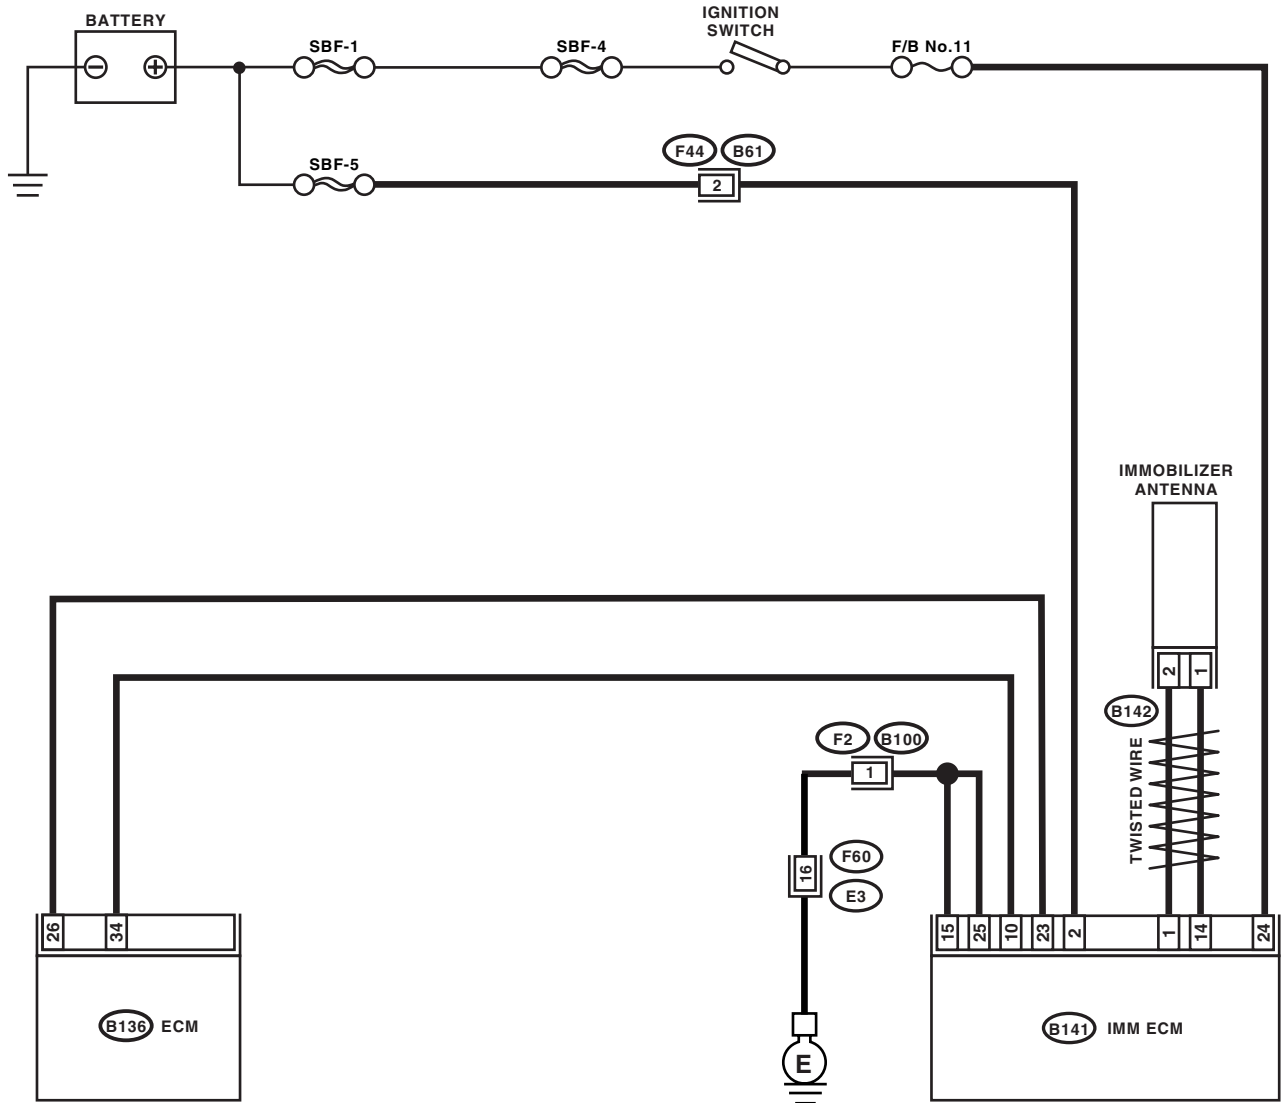 BATTERY
IGNITION
SWITCH
SBF-1
SBF-4
F/B No.11
SBF-5
F44
B61
2
IMMOBILIZER
ANTENNA
2
1
B142
TWISTED WIRE
F2
B100
1
16
F60
E3
26
34
15
25
10
23
2
1
14
24
B136
ECM
E
B141
IMM ECM